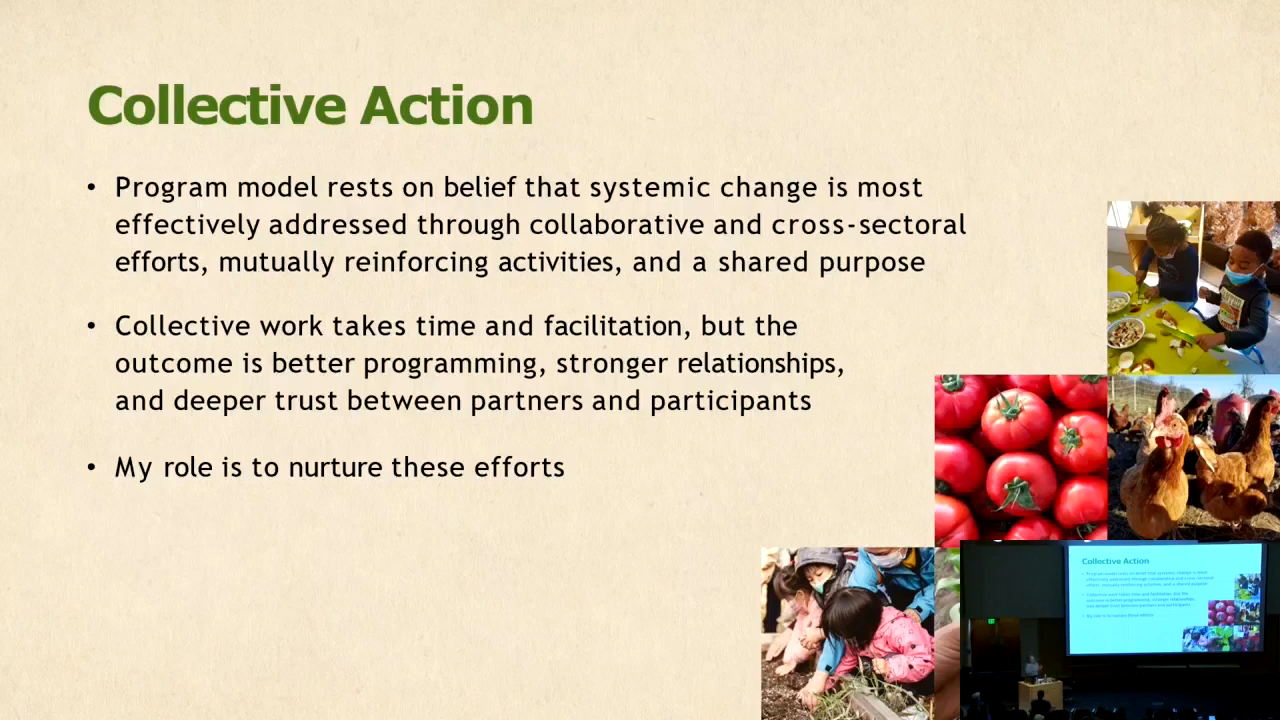 Collective Action
• Program model rests on belief that systemic change is most
effectively addressed through collaborative and cross-sectoral
efforts, mutually reinforcing activities, and a shared purpose
• Collective work takes time and facilitation, but the
outcome is better programming, stronger relationships,
and deeper trust between partners and participants
• My role is to nurture these efforts
Collective Action